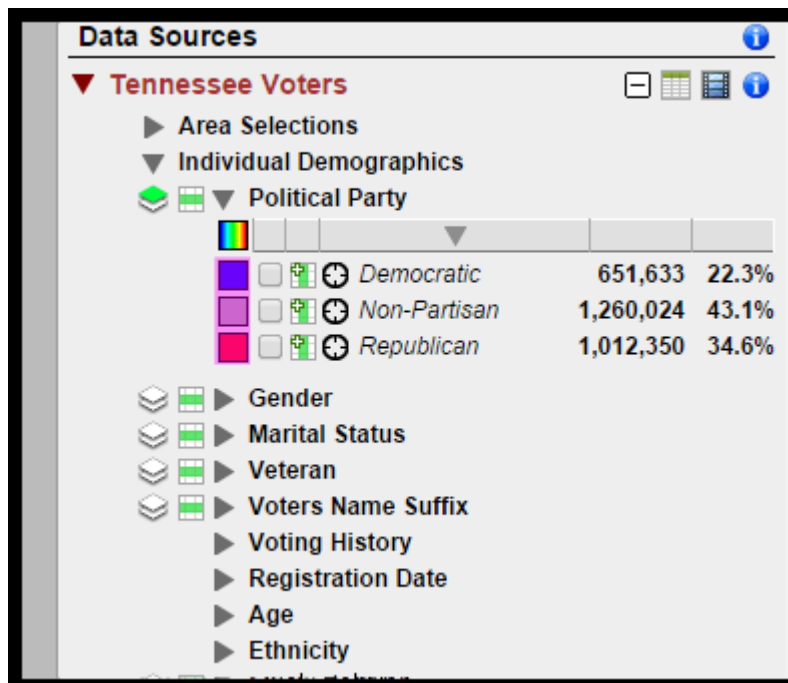 Data Sources
Tennessee Voters
Area Selections
Individual Demographics
Political Party
Democratic 651,633 22.3%
Non-Partisan 1,260,024 43.1%
Republican 1,012,350 34.6%
Gender
Marital Status
Veteran
Voters Name Suffix
Voting History
Registration Date
Age
Ethnicity